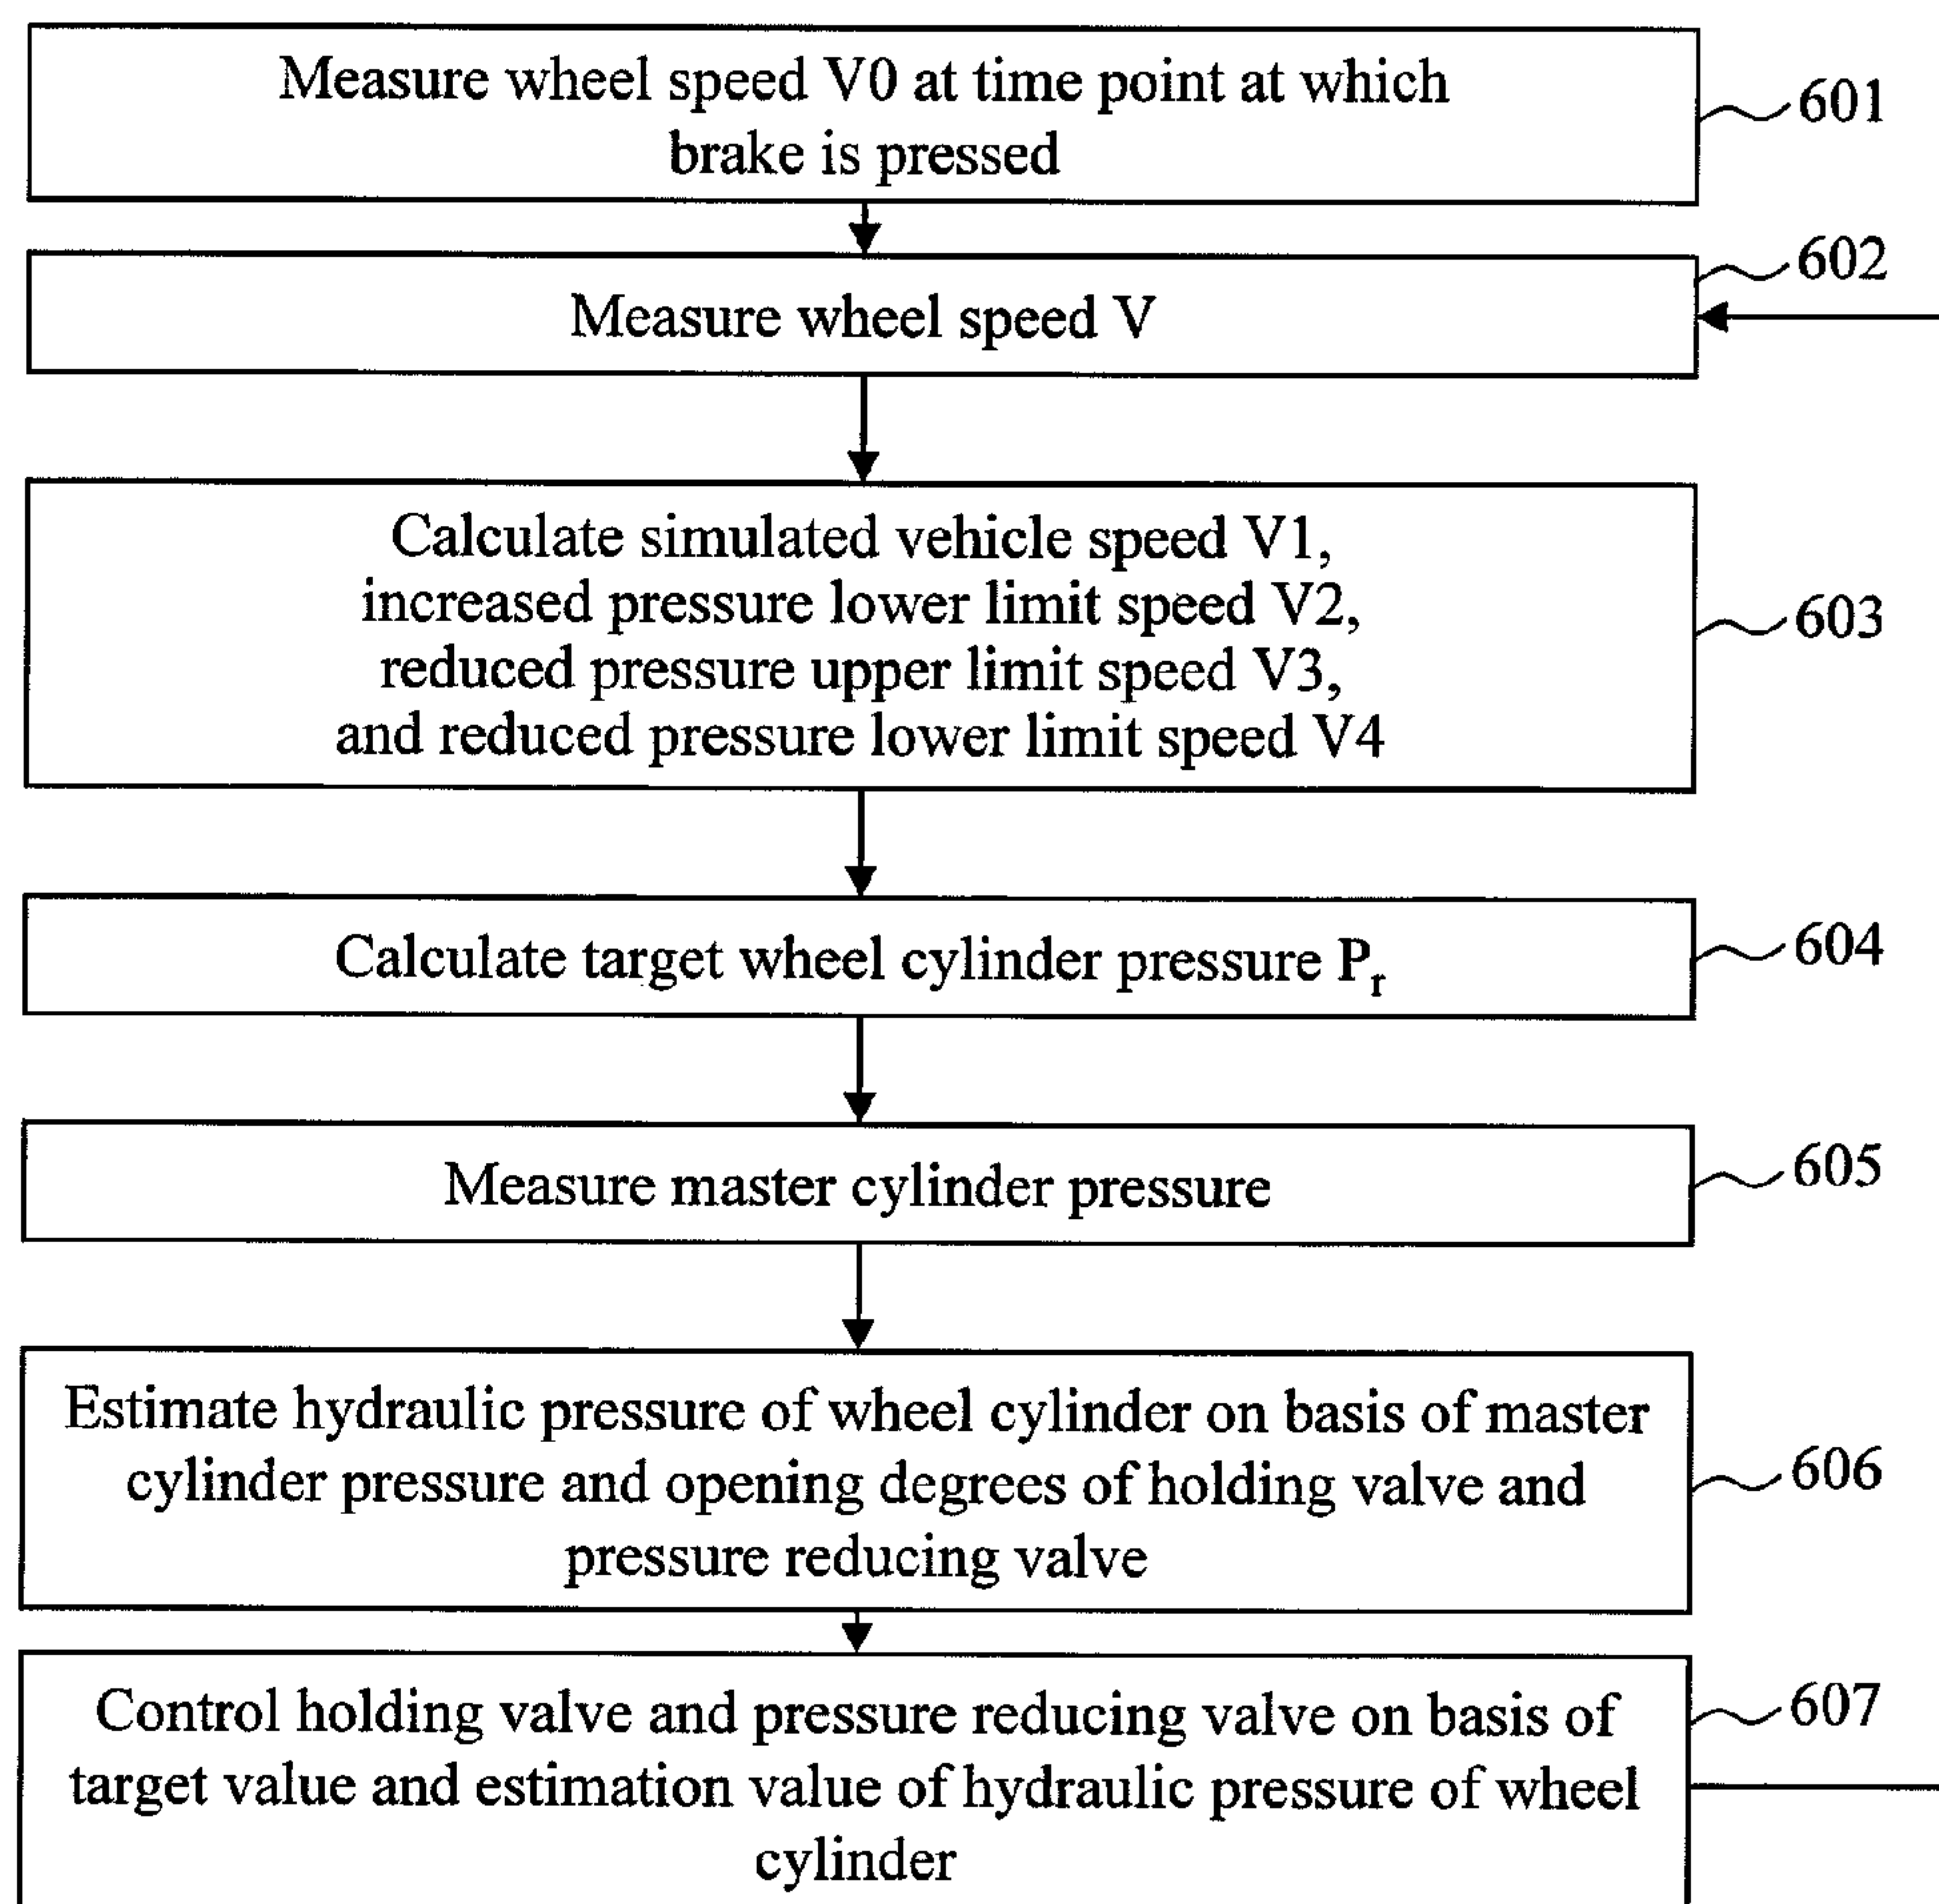 Measure wheel speed V0 at time point at which
brake is pressed
601
602
Measure wheel speed V
Calculate simulated vehicle speed V1,
increased pressure lower limit speed V2,
reduced pressure upper limit speed V3,
and reduced pressure lower limit speed V4
603
Calculate target wheel cylinder pressure Pr
604
Measure master cylinder pressure
605
Estimate hydraulic pressure of wheel cylinder on basis of master
cylinder pressure and opening degrees of holding valve and
pressure reducing valve
606
Control holding valve and pressure reducing valve on basis of
target value and estimation value of hydraulic pressure of wheel
cylinder
607